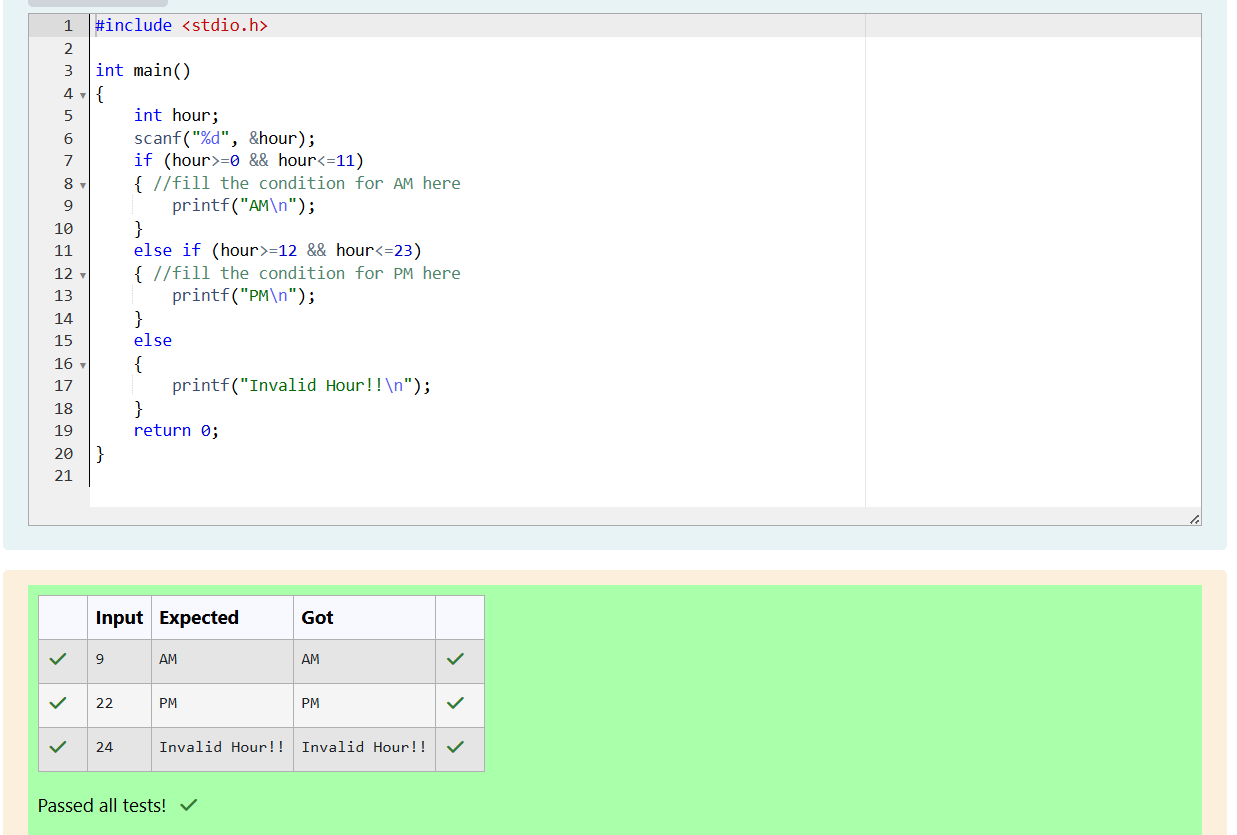 1 #include <stdio.h>
2
3 int main()
4 {
5     int hour;
6     scanf("%d", &hour);
7     if (hour>=0 && hour<=11)
8     { //fill the condition for AM here
9         printf("AM\n");
10     }
11     else if (hour>=12 && hour<=23)
12     { //fill the condition for PM here
13         printf("PM\n");
14     }
15     else
16     {
17         printf("Invalid Hour!!\n");
18     }
19     return 0;
20 }
21
Input Expected Got
9 AM AM
22 PM PM
24 Invalid Hour!! Invalid Hour!!
Passed all tests!